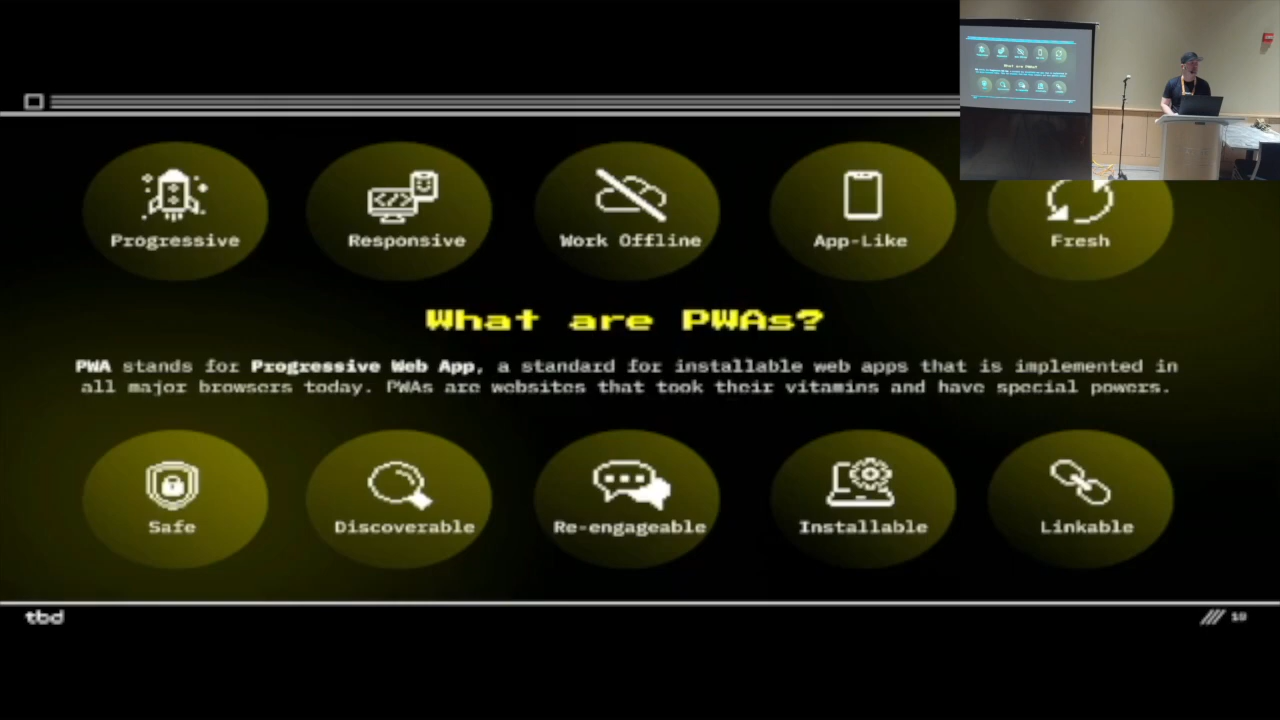 Progressive
Responsive
Work Offline
App-Like
Fresh
What are PWAs?
PWA stands for Progressive Web App, a standard for installable web apps that is implemented in
all major browsers today. PWAs are websites that took their vitamins and have special powers.
Safe
Discoverable
Re-engageable
Installable
Linkable
tbd